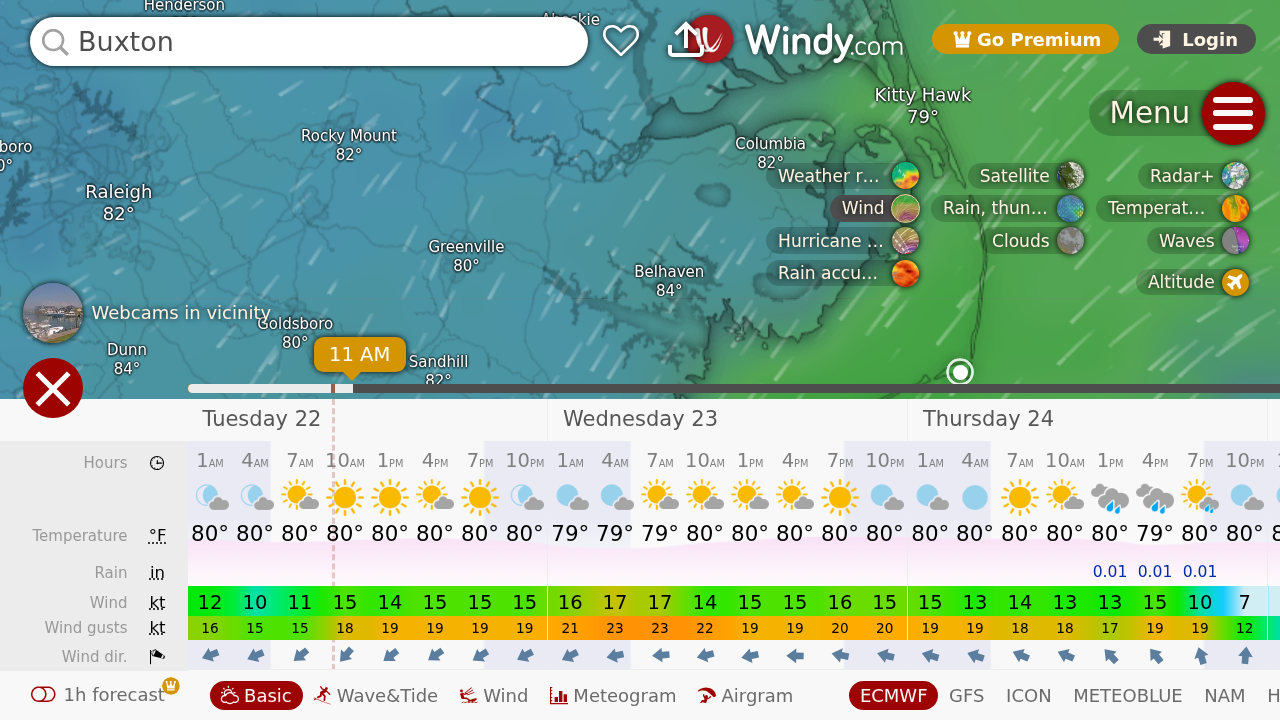 Henderson
Buxton
Windy.com
Go Premium
Login
Kitty Hawk
79°
Menu
boro
0°
Rocky Mount
82°
Columbia
82°
Raleigh
82°
Weather r...
Satellite
Radar+
Wind
Rain, thun...
Temperat...
Hurricane ...
Clouds
Waves
Rain accu...
Altitude
Greenville
80°
Belhaven
84°
Webcams in vicinity
Goldsboro
80°
Dunn
84°
11 AM
Sandhill
82°
Tuesday 22
Wednesday 23
Thursday 24
Hours 1AM 4AM 7AM 10AM 1PM 4PM 7PM 10PM 1AM 4AM 7AM 10AM 1PM 4PM 7PM 10PM 1AM 4AM 7AM 10AM 1PM 4PM 7PM 10PM
Temperature °F 80° 80° 80° 80° 80° 80° 80° 80° 79° 79° 79° 80° 80° 80° 80° 80° 80° 80° 80° 80° 80° 79° 80° 80°
Rain in 0.01 0.01 0.01
Wind kt 12 10 11 15 14 15 15 15 16 17 17 14 15 15 16 15 15 13 14 13 13 15 10 7
Wind gusts kt 16 15 15 18 19 19 19 19 21 23 23 22 19 19 20 20 19 19 18 18 17 19 19 12
Wind dir.
1h forecast
Basic
Wave&Tide
Wind
Meteogram
Airgram
ECMWF
GFS
ICON
METEOBLUE
NAM
H